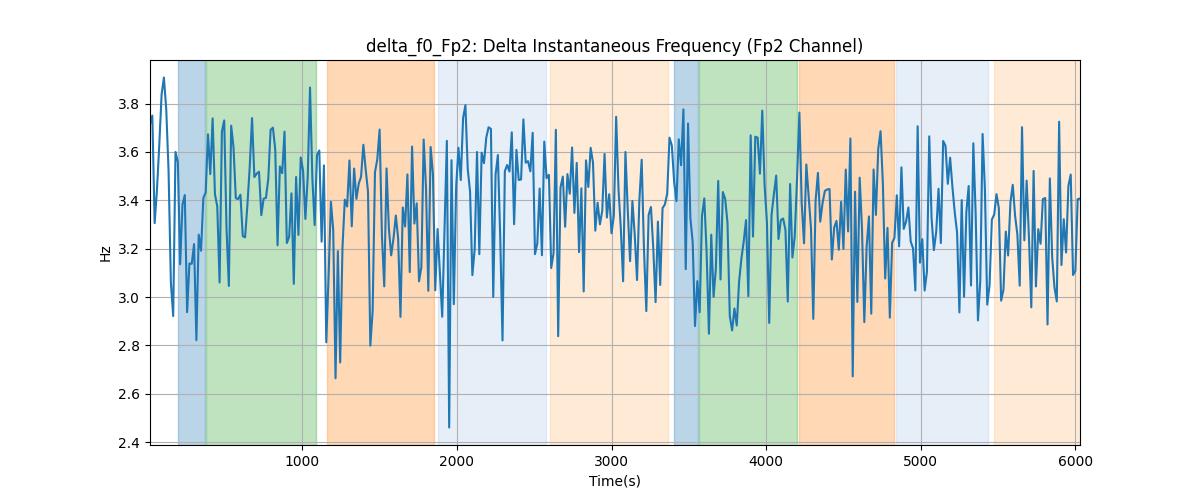 delta_f0_Fp2: Delta Instantaneous Frequency (Fp2 Channel)
Hz
3.8
3.6
3.4
3.2
3.0
2.8
2.6
2.4
1000 2000 3000 4000 5000 6000
Time(s)